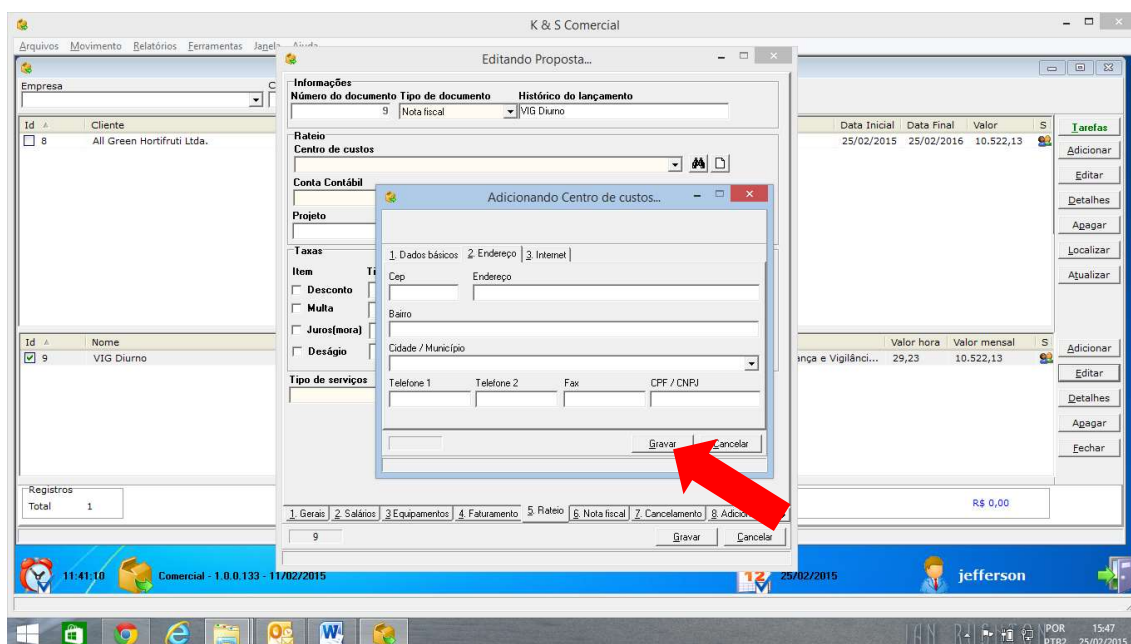 K & S Comercial
Arquivos Movimento Relatórios Ferramentas Janela Ajuda
Editando Proposta...
Empresa
Informações
Número do documento Tipo de documento Histórico do lançamento
9 Nota fiscal VIG Diurno
Id Cliente Data Inicial Data Final Valor S
8 All Green Hortifruti Ltda. 25/02/2015 25/02/2016 10.522,13
Tarefas
Adicionar
Editar
Detalhes
Apagar
Localizar
Atualizar
Rateio
Centro de custos
Conta Contábil
Projeto
Adicionando Centro de custos...
1. Dados básicos 2. Endereço 3. Internet
Cep Endereço
Bairro
Cidade / Município
Telefone 1 Telefone 2 Fax CPF / CNPJ
Gravar Cancelar
Taxas
Item
Desconto
Multa
Juros(mora)
Deságio
Tipo de serviços
Id Nome Valor hora Valor mensal S
9 VIG Diurno 29,23 10.522,13
Adicionar
Editar
Detalhes
Apagar
Fechar
Registros
Total 1
R$ 0,00
1. Gerais 2. Salários 3 Equipamentos 4. Faturamento 5. Rateio 6. Nota fiscal 7. Cancelamento
9 Gravar Cancelar
11:41:10 Comercial - 1.0.0.133 - 11/02/2015 12 25/02/2015 jefferson
POR 15:47
PTB2 25/02/2015